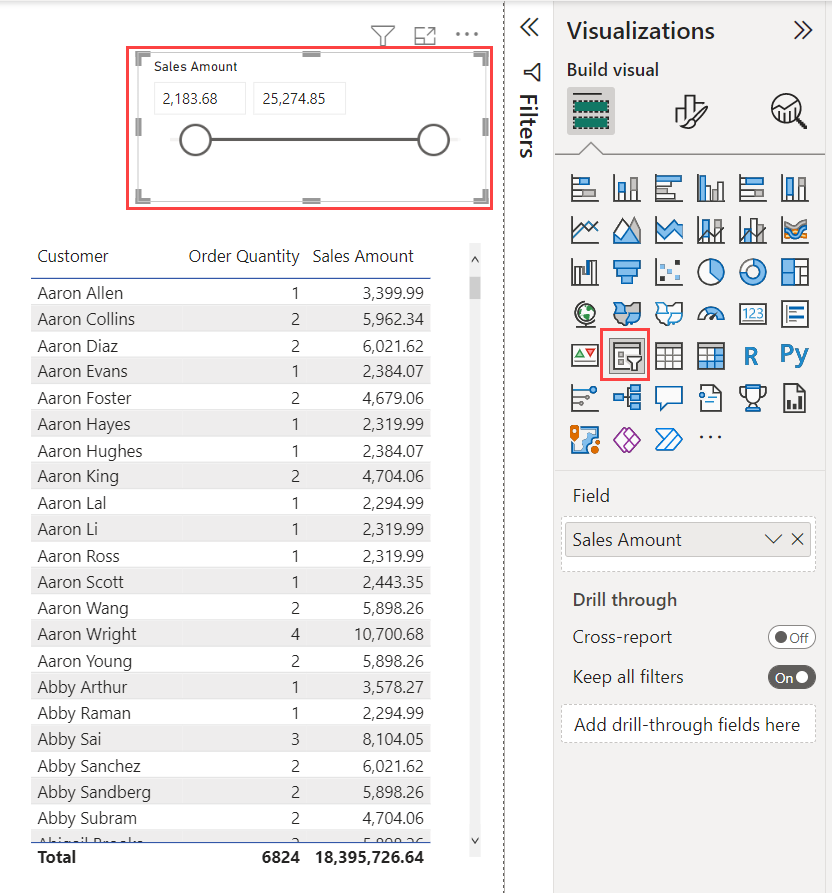 Sales Amount
2,183.68 25,274.85
Customer Order Quantity Sales Amount
Aaron Allen 1 3,399.99
Aaron Collins 2 5,962.34
Aaron Diaz 2 6,021.62
Aaron Evans 1 2,384.07
Aaron Foster 2 4,679.06
Aaron Hayes 1 2,319.99
Aaron Hughes 1 2,384.07
Aaron King 2 4,704.06
Aaron Lal 1 2,294.99
Aaron Li 1 2,319.99
Aaron Ross 1 2,319.99
Aaron Scott 1 2,443.35
Aaron Wang 2 5,898.26
Aaron Wright 4 10,700.68
Aaron Young 2 5,898.26
Abby Arthur 1 3,578.27
Abby Raman 1 2,294.99
Abby Sai 3 8,104.05
Abby Sanchez 2 6,021.62
Abby Sandberg 2 5,898.26
Abby Subram 2 4,704.06
Total 6824 18,395,726.64
Filters
Visualizations
Build visual
123
R Py
Field
Sales Amount
Drill through
Cross-report Off
Keep all filters On
Add drill-through fields here